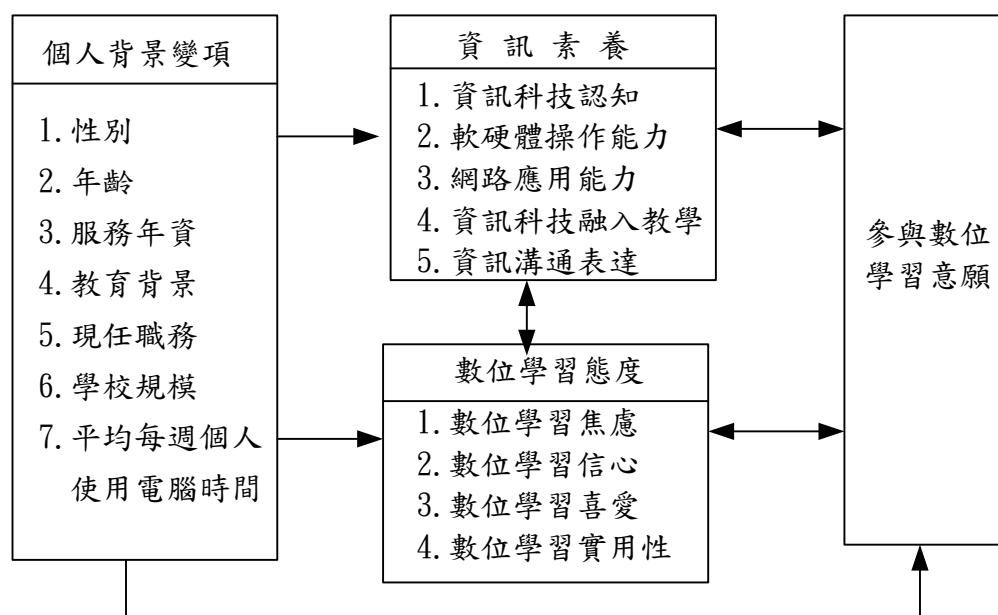 個人背景變項
1.性別
2.年齡
3.服務年資
4.教育背景
5.現任職務
6.學校規模
7.平均每週個人
使用電腦時間
資 訊 素 養
1.資訊科技認知
2.軟硬體操作能力
3.網路應用能力
4.資訊科技融入教學
5.資訊溝通表達
數位學習態度
1.數位學習焦慮
2.數位學習信心
3.數位學習喜愛
4.數位學習實用性
參與數位
學習意願